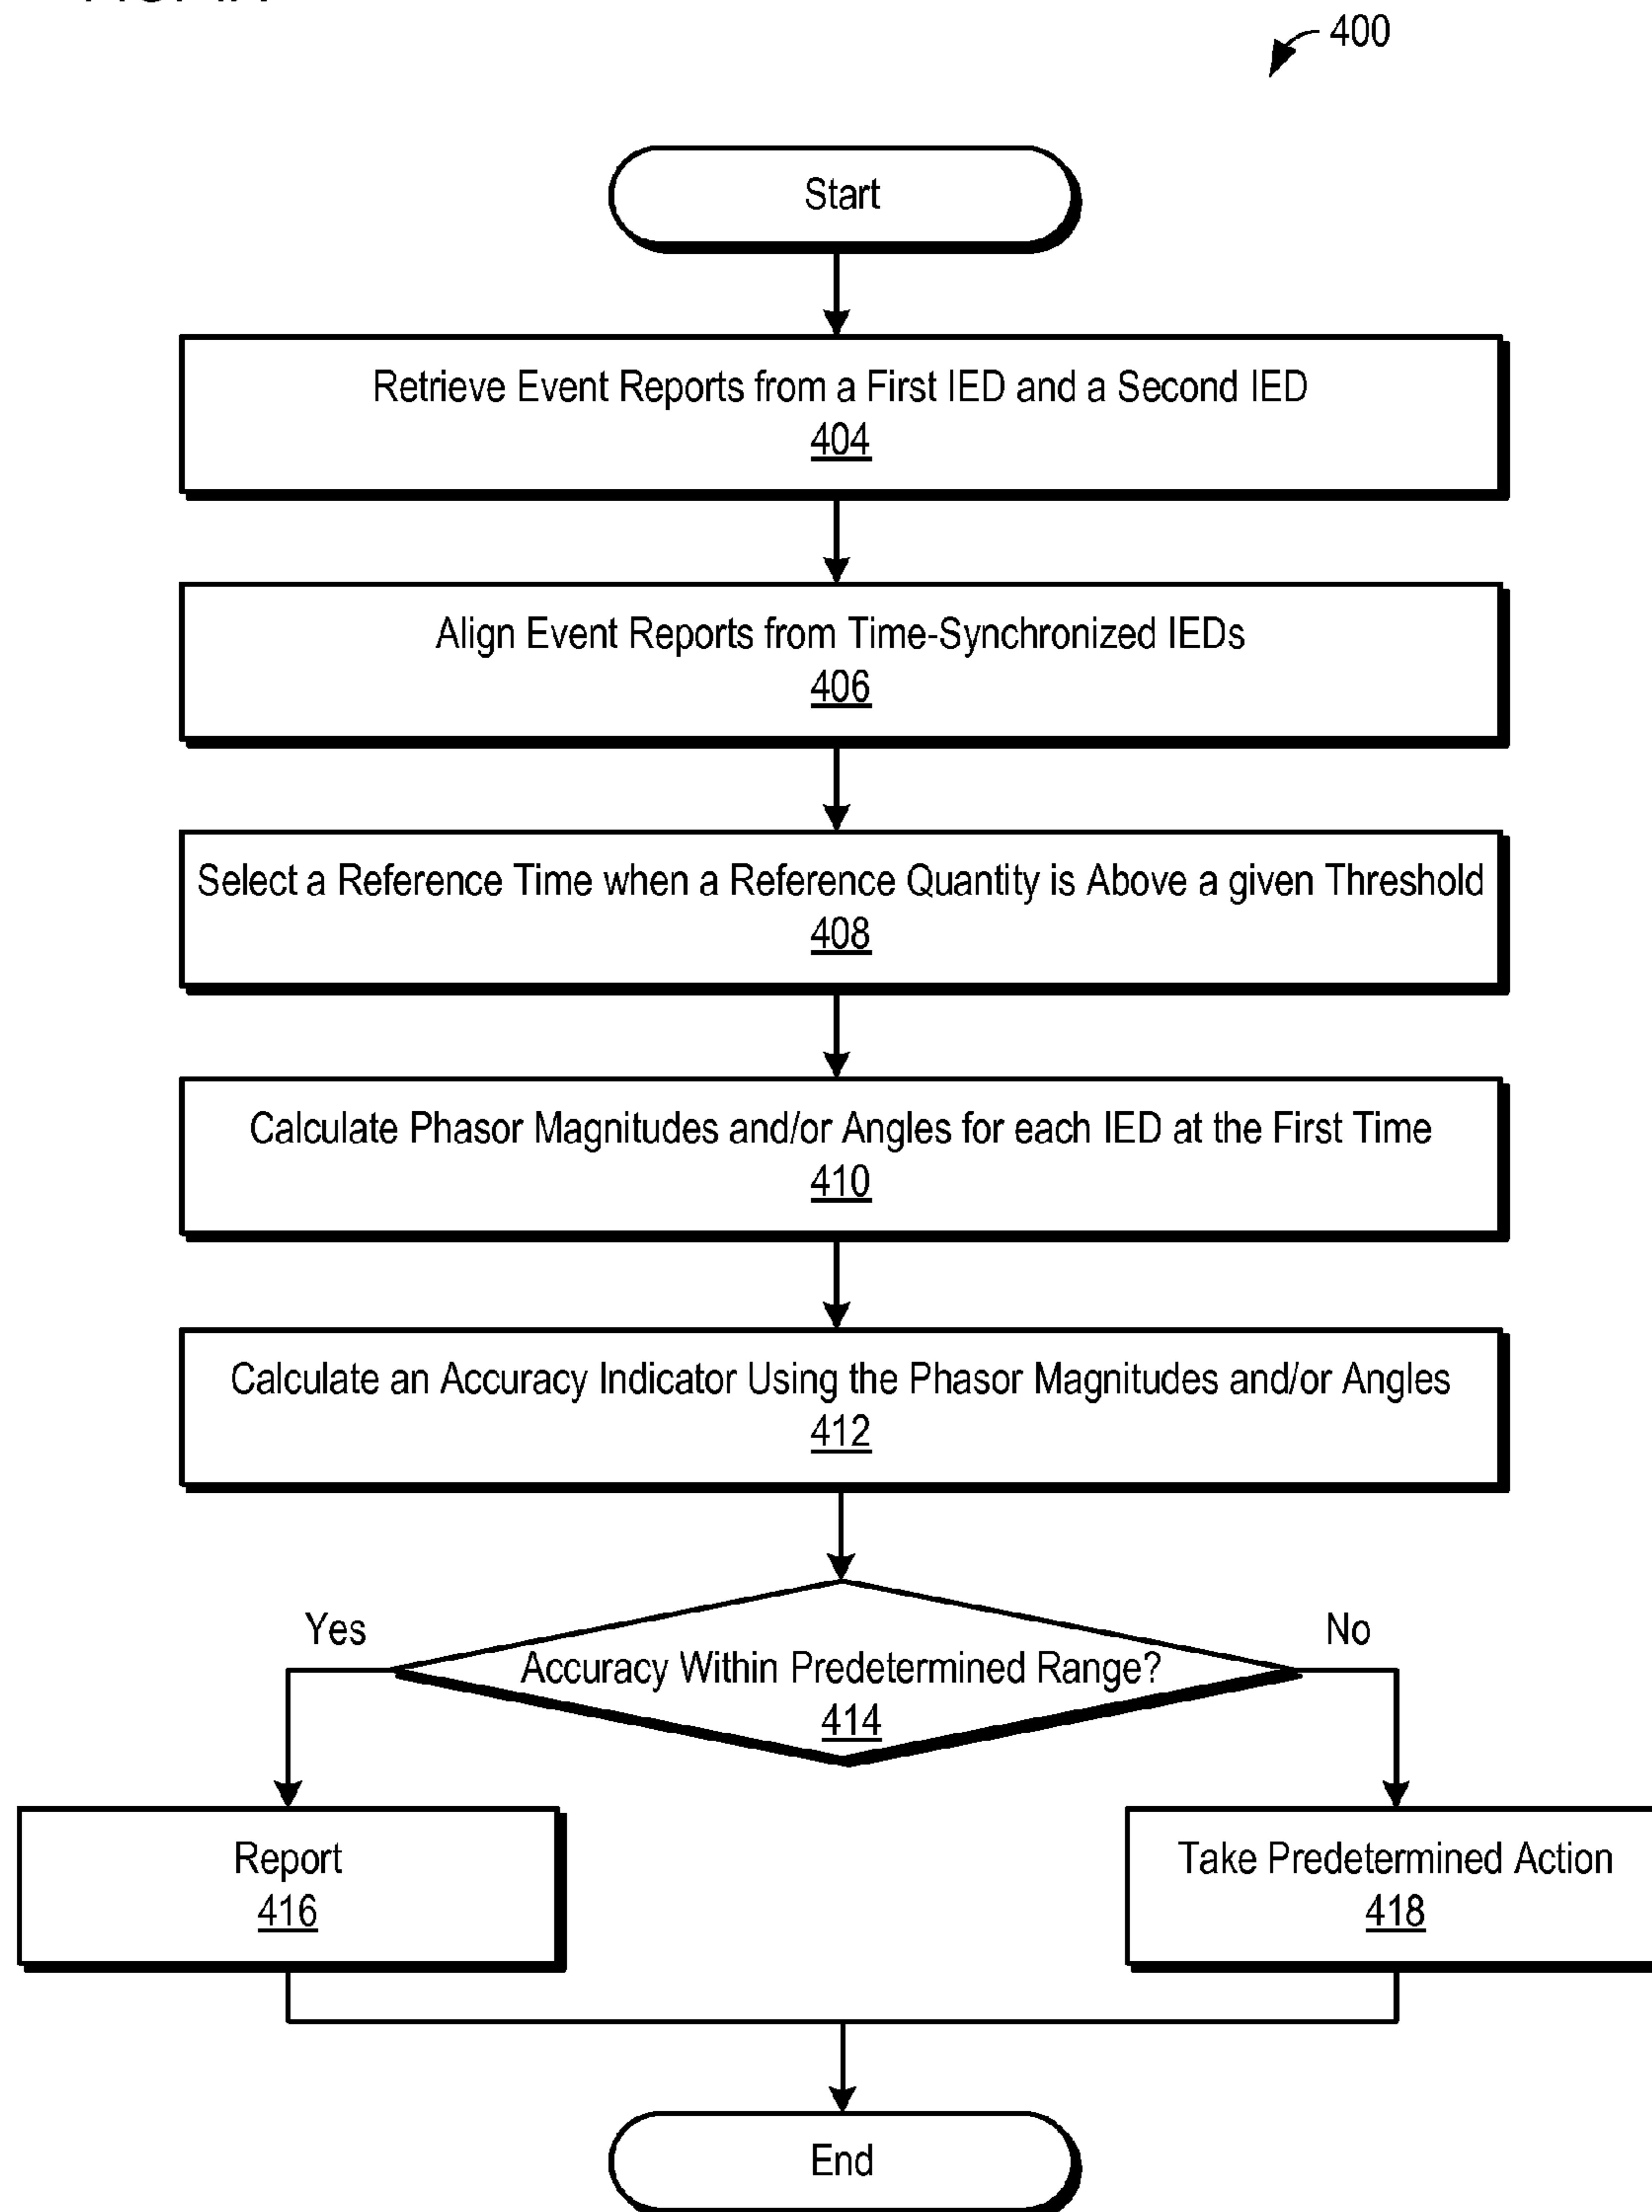 400
Start
Retrieve Event Reports from a First IED and a Second IED
404
Align Event Reports from Time-Synchronized IEDs
406
Select a Reference Time when a Reference Quantity is Above a given Threshold
408
Calculate Phasor Magnitudes and/or Angles for each IED at the First Time
410
Calculate an Accuracy Indicator Using the Phasor Magnitudes and/or Angles
412
Yes
No
Accuracy Within Predetermined Range?
414
Report
416
Take Predetermined Action
418
End